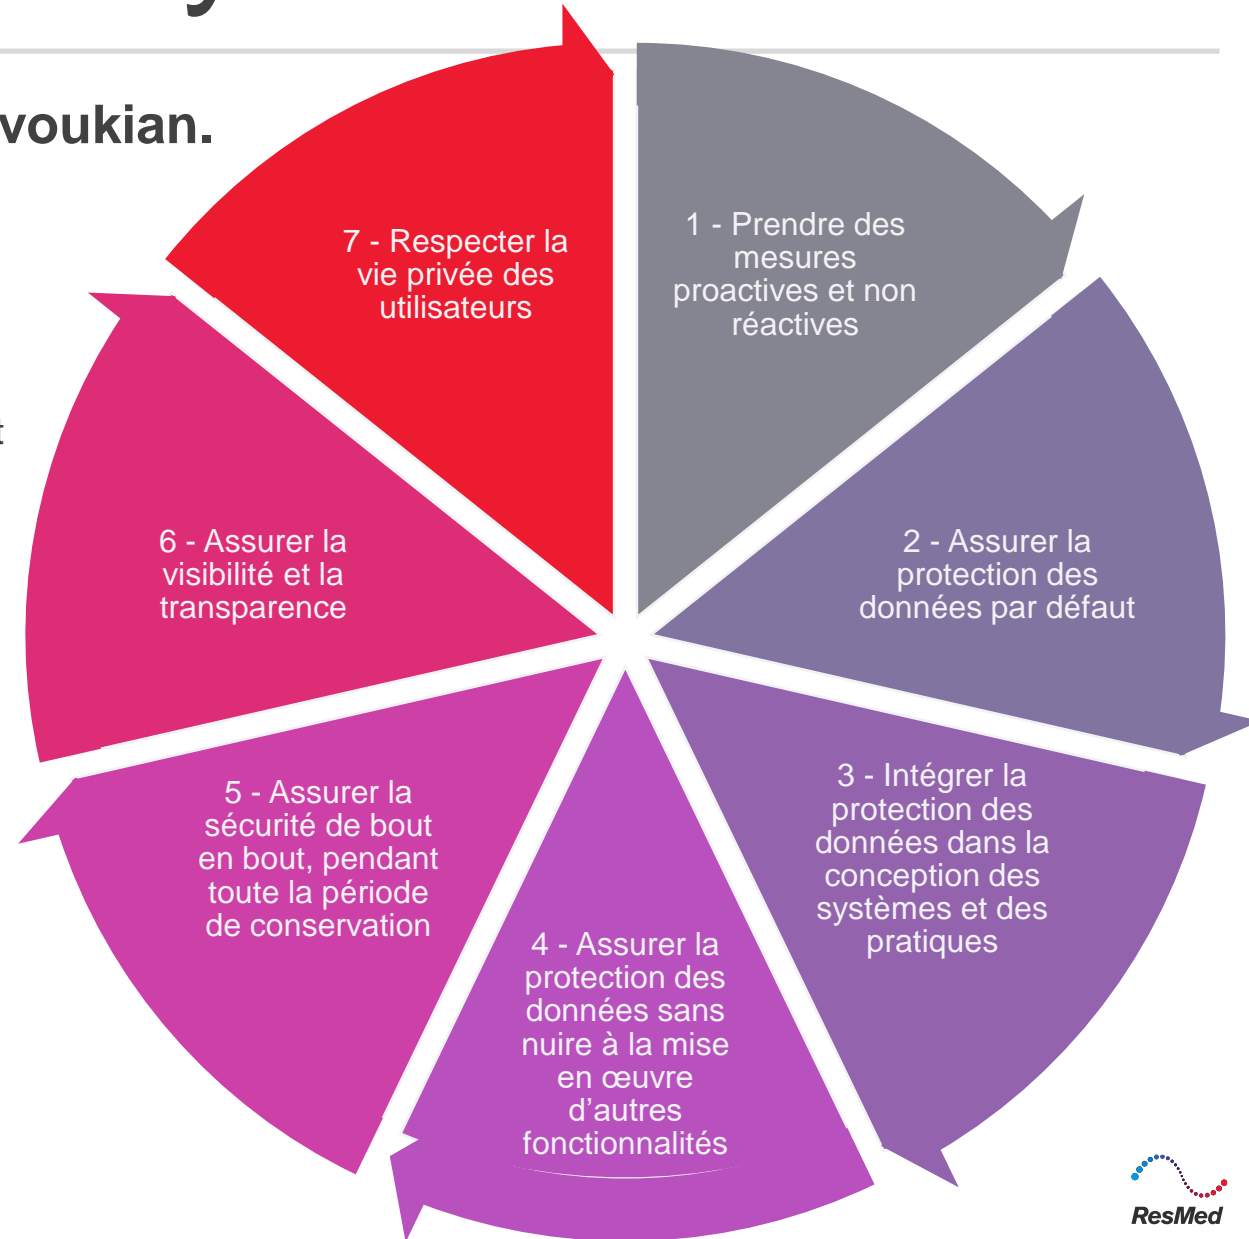 voukian.
1 - Prendre des
mesures
proactives et non
réactives
2 - Assurer la
protection des
données par défaut
3 - Intégrer la
protection des
données dans la
conception des
systèmes et des
pratiques
4 - Assurer la
protection des
données sans
nuire à la mise
en œuvre
d’autres
fonctionnalités
5 - Assurer la
sécurité de bout
en bout, pendant
toute la période
de conservation
6 - Assurer la
visibilité et la
transparence
7 - Respecter la
vie privée des
utilisateurs
ResMed